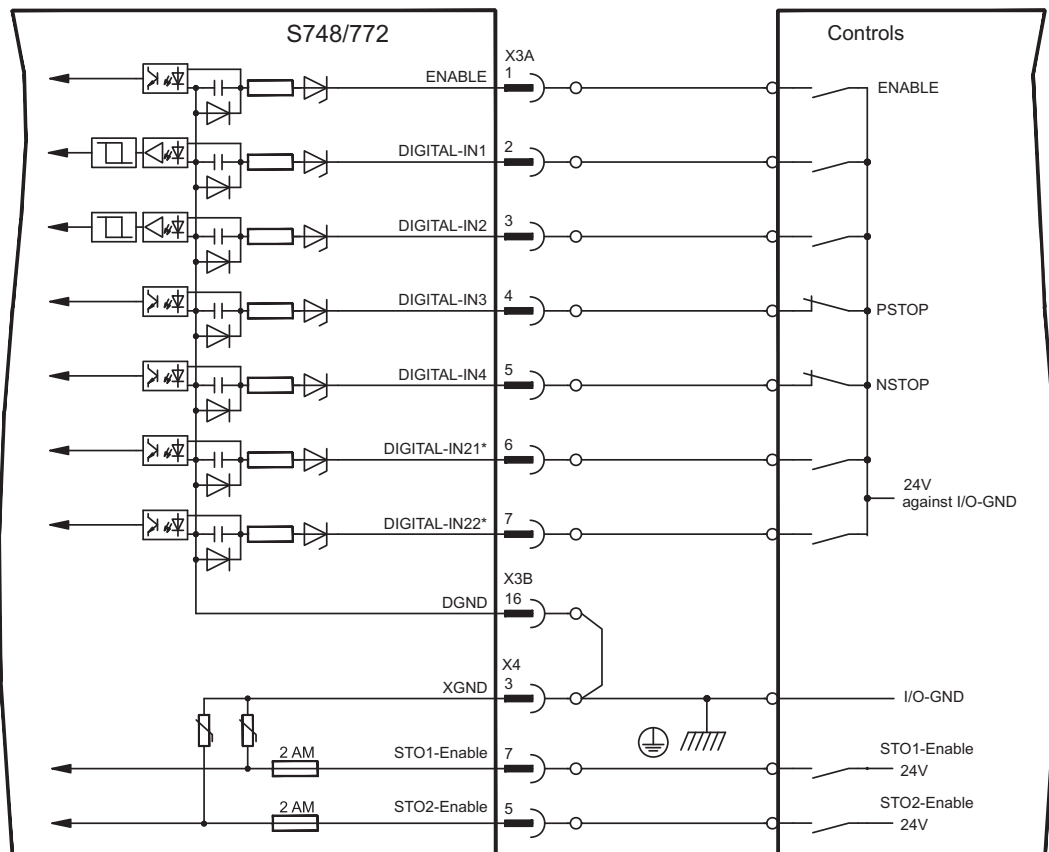 S748/772
Controls
X3A
ENABLE
1
ENABLE
DIGITAL-IN1
2
DIGITAL-IN2
3
DIGITAL-IN3
4
PSTOP
DIGITAL-IN4
5
NSTOP
DIGITAL-IN21*
6
24V
against I/O-GND
DIGITAL-IN22*
7
X3B
DGND
16
X4
XGND
3
I/O-GND
2 AM
STO1-Enable
7
STO1-Enable
24V
2 AM
STO2-Enable
5
STO2-Enable
24V